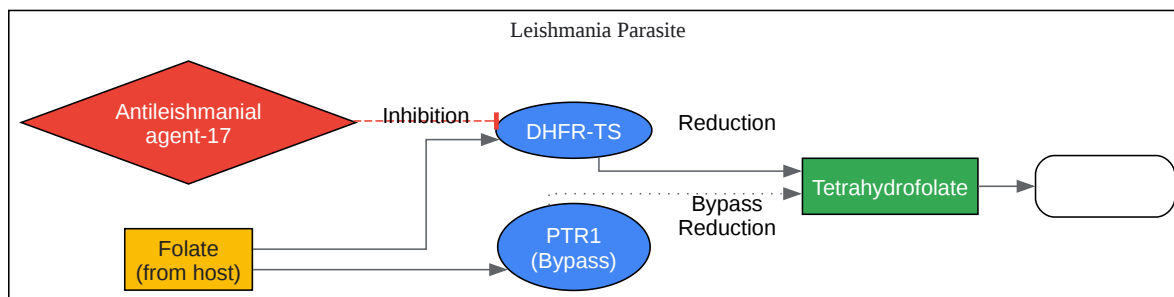 Leishmania Parasite
Antileishmanial
agent-17
Inhibition
DHFR-TS
Reduction
Tetrahydrofolate
Bypass
Reduction
PTR1
(Bypass)
Folate
(from host)